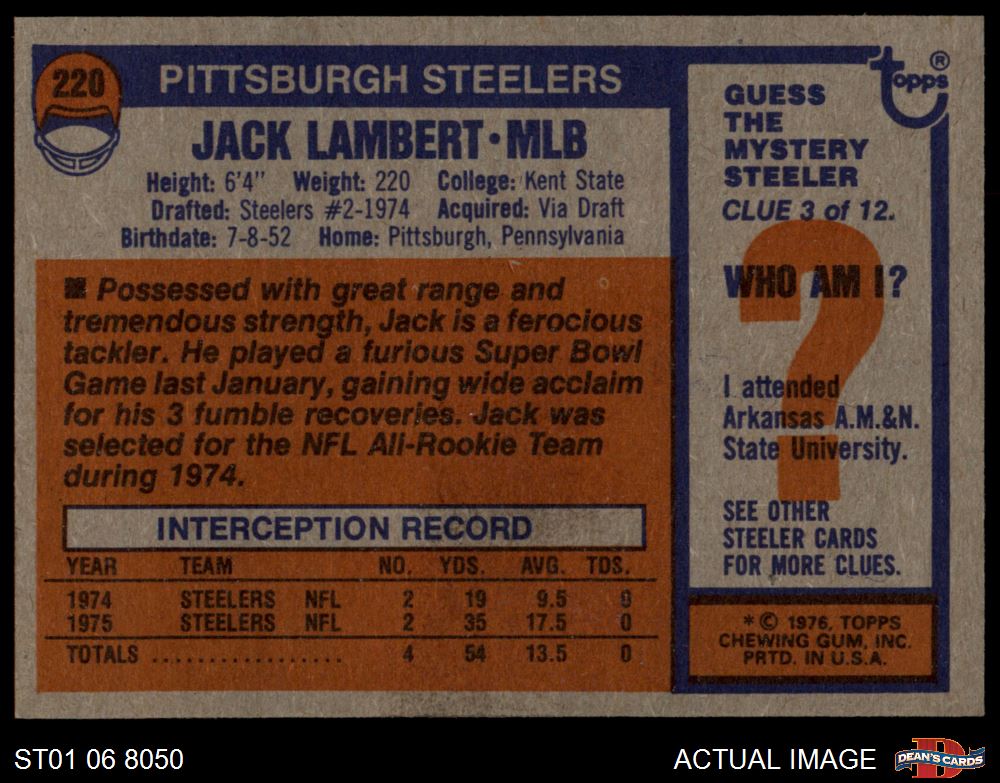 220
PITTSBURGH STEELERS
JACK LAMBERT · MLB
Height: 6'4" Weight: 220 College: Kent State
Drafted: Steelers #2-1974 Acquired: Via Draft
Birthdate: 7-8-52 Home: Pittsburgh, Pennsylvania
■ Possessed with great range and
tremendous strength, Jack is a ferocious
tackler. He played a furious Super Bowl
Game last January, gaining wide acclaim
for his 3 fumble recoveries. Jack was
selected for the NFL All-Rookie Team
during 1974.
INTERCEPTION RECORD
YEAR TEAM NO. YDS. AVG. TDS.
1974 STEELERS NFL 2 19 9.5 0
1975 STEELERS NFL 2 35 17.5 0
TOTALS .................. 4 54 13.5 0
topps®
GUESS
THE
MYSTERY
STEELER
CLUE 3 of 12.
?
WHO AM I?
I attended
Arkansas A.M.&N.
State University.
SEE OTHER
STEELER CARDS
FOR MORE CLUES.
* © 1976, TOPPS
CHEWING GUM, INC.
PRTD. IN U.S.A.
ST01 06 8050
ACTUAL IMAGE
D
DEAN'S CARDS